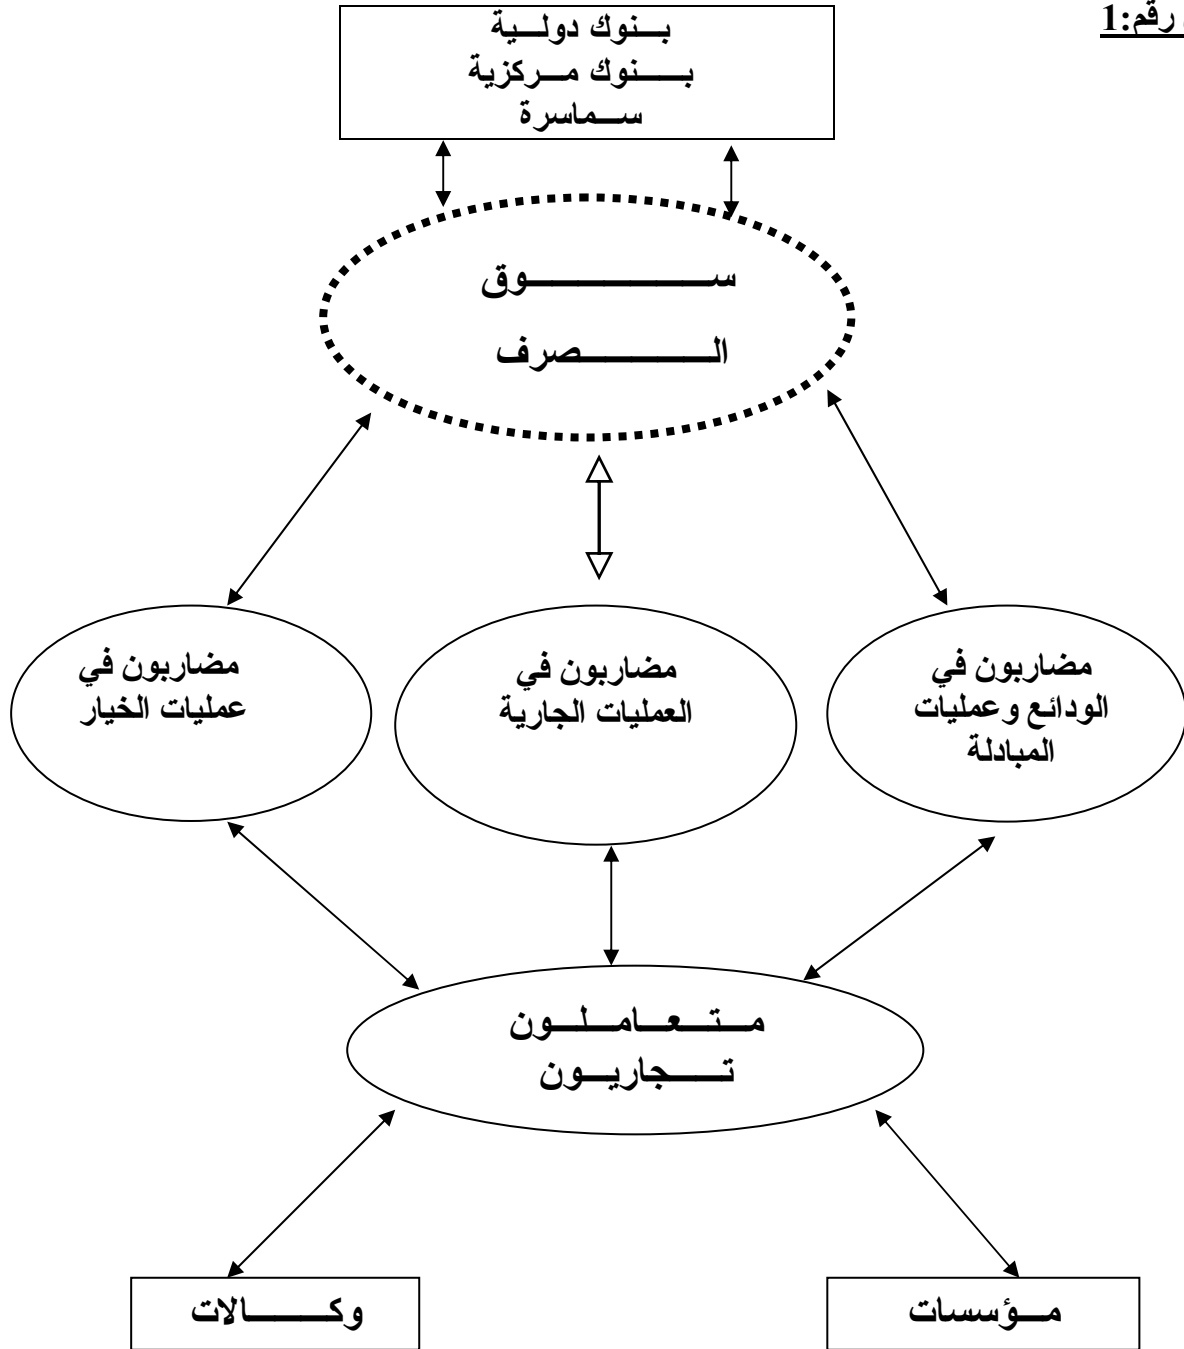 رقم:1
بنوك دولية
بنوك مركزية
سماسرة
سوق
الصرف
مضاربون في
الودائع وعمليات
المبادلة
مضاربون في
العمليات الجارية
مضاربون في
عمليات الخيار
متعاملون
تجاريون
مؤسسات
وكالات